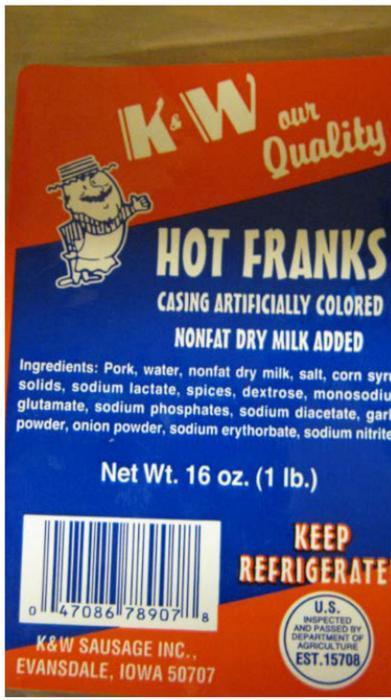 K&W our
Quality
HOT FRANKS
CASING ARTIFICIALLY COLORED
NONFAT DRY MILK ADDED
Ingredients: Pork, water, nonfat dry milk, salt, corn syr
solids, sodium lactate, spices, dextrose, monosodiu
glutamate, sodium phosphates, sodium diacetate, garl
powder, onion powder, sodium erythorbate, sodium nitrite
Net Wt. 16 oz. (1 lb.)
KEEP
REFRIGERATE
0 47086 78907 8
K&W SAUSAGE INC.,
EVANSDALE, IOWA 50707
U.S.
INSPECTED
AND PASSED BY
DEPARTMENT OF
AGRICULTURE
EST.15708